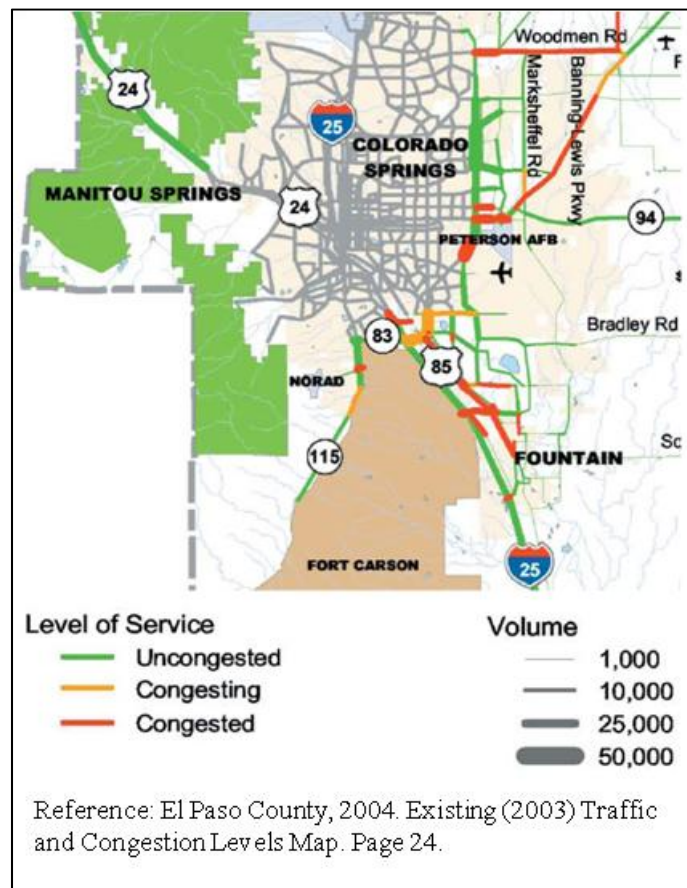 Woodmen Rd
24
Marksheffel Rd
Banning-Lewis Pkwy
25
COLORADO
SPRINGS
MANITOU SPRINGS
24
94
PETERSON AFB
Bradley Rd
83
85
NORAD
115
FOUNTAIN
FORT CARSON
25
Level of Service
Uncongested
Congesting
Congested
Volume
1,000
10,000
25,000
50,000
Reference: El Paso County, 2004. Existing (2003) Traffic
and Congestion Levels Map. Page 24.